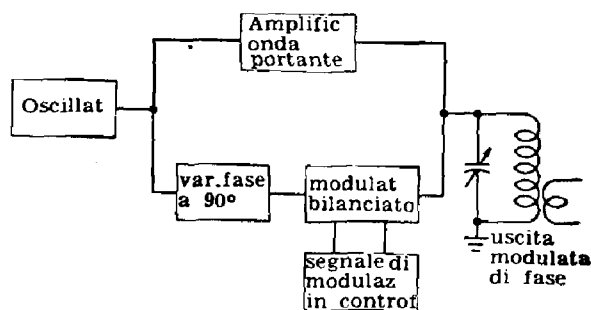 Amplific
onda
portante
Oscillat
var.fase
a 90°
modulat
bilanciato
segnale di
modulaz
in controf
uscita
modulata
di fase